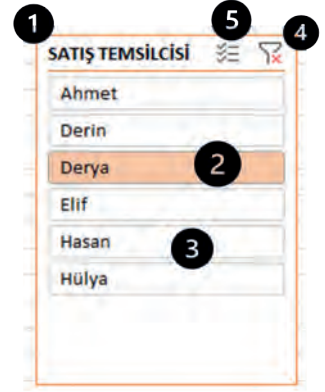 1
5
4
SATIŞ TEMSİLCİSİ
Ahmet
Derin
Derya 2
Elif
Hasan 3
Hülya